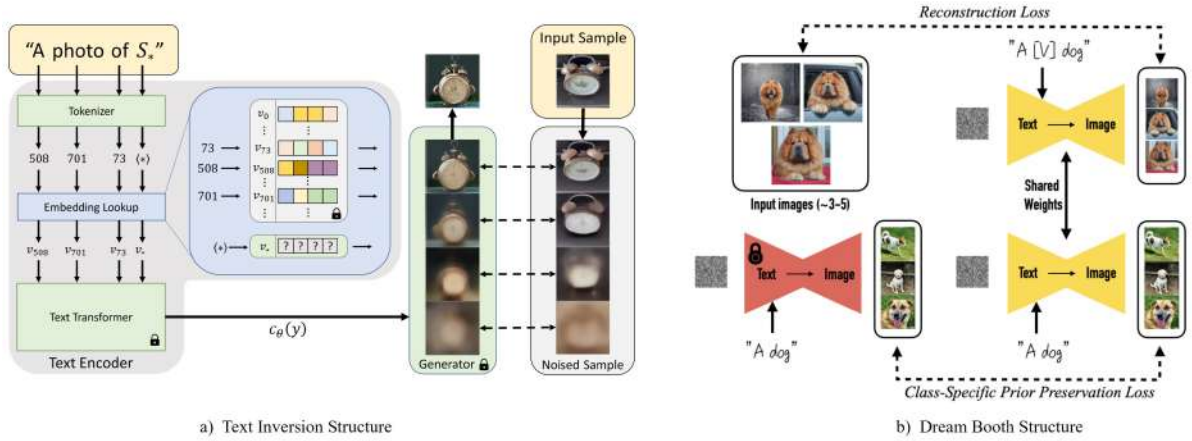 "A photo of S*"
Tokenizer
508 701 73 (*)
Embedding Lookup
v508 v701 v73 v*
Text Transformer
Text Encoder
v0
73 v73
508 v508
701 v701
(*) v* ? ? ? ?
cθ(y)
Generator
Input Sample
Noised Sample
a) Text Inversion Structure
Reconstruction Loss
"A [V] dog"
Text Image
Input images (~3-5)
Shared
Weights
Text Image
"A dog"
Text Image
"A dog"
Class-Specific Prior Preservation Loss
b) Dream Booth Structure